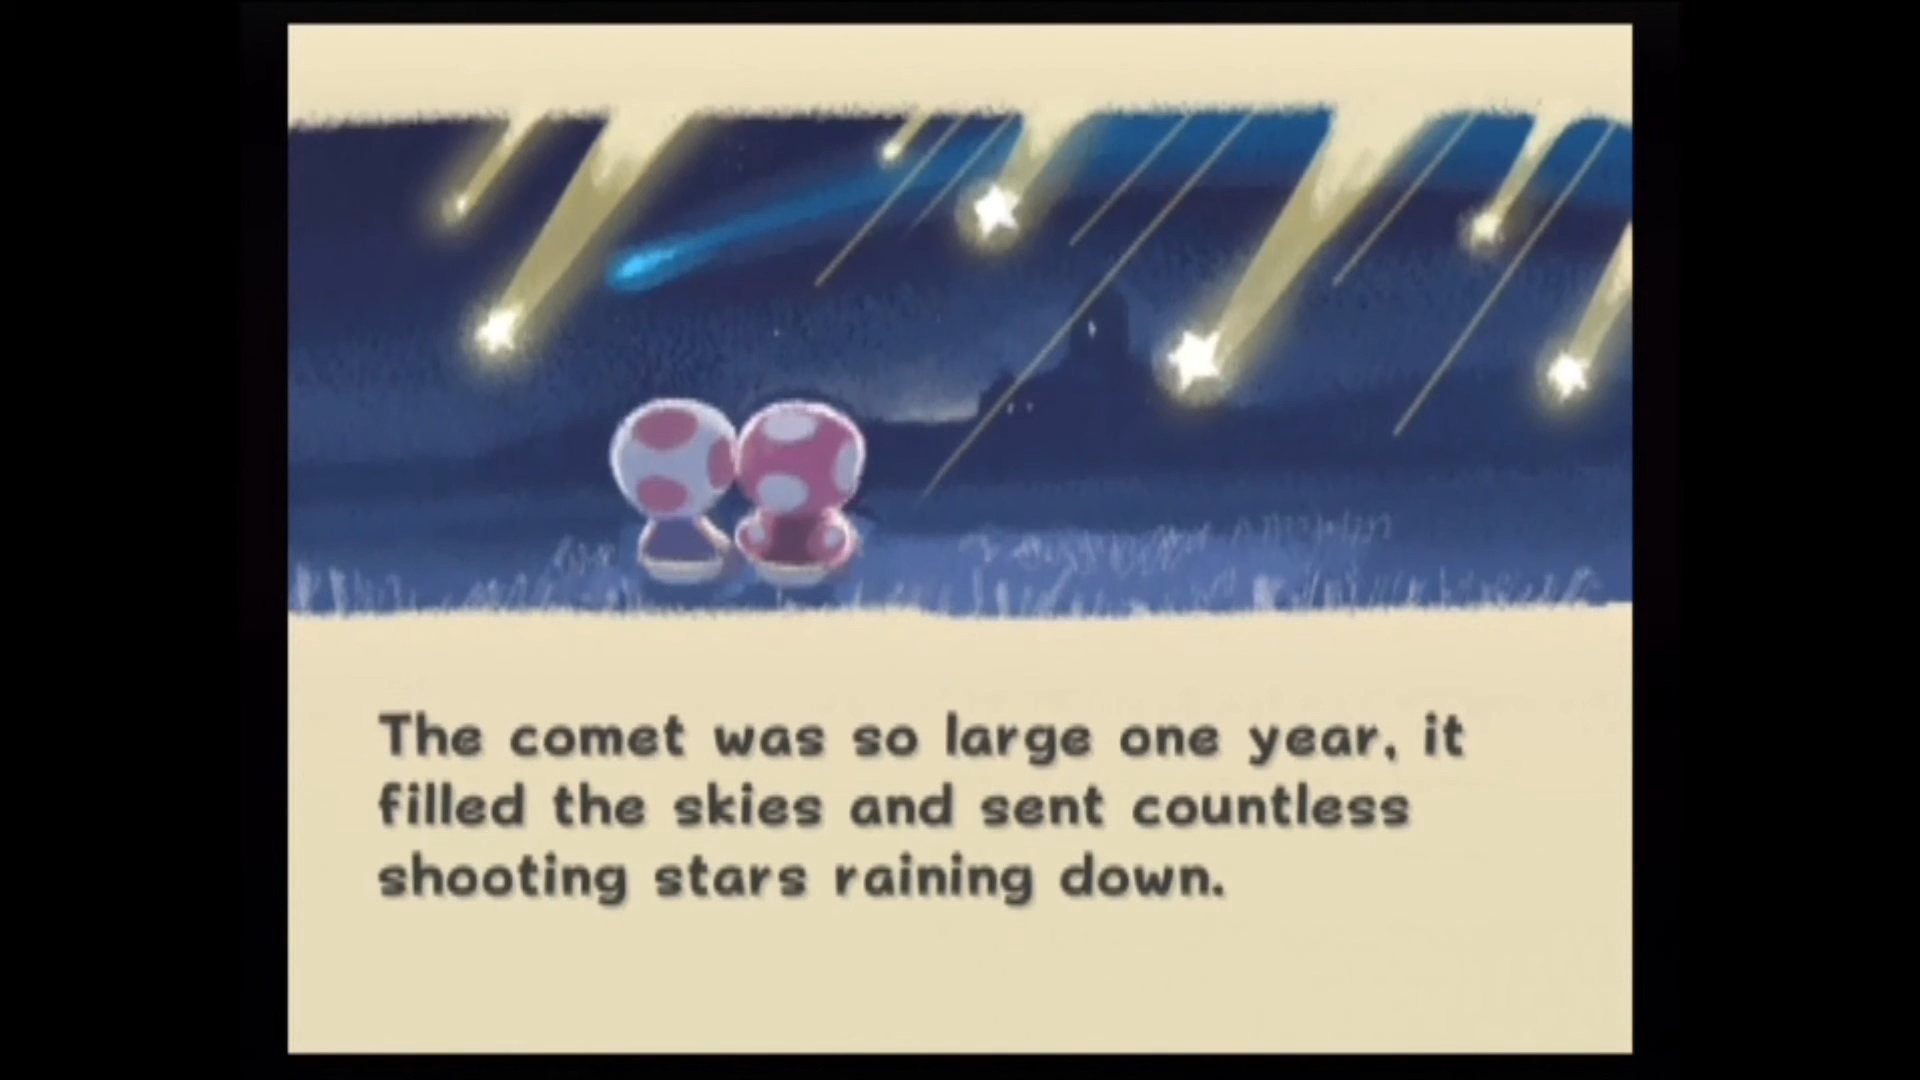 The comet was so large one year, it
filled the skies and sent countless
shooting stars raining down.